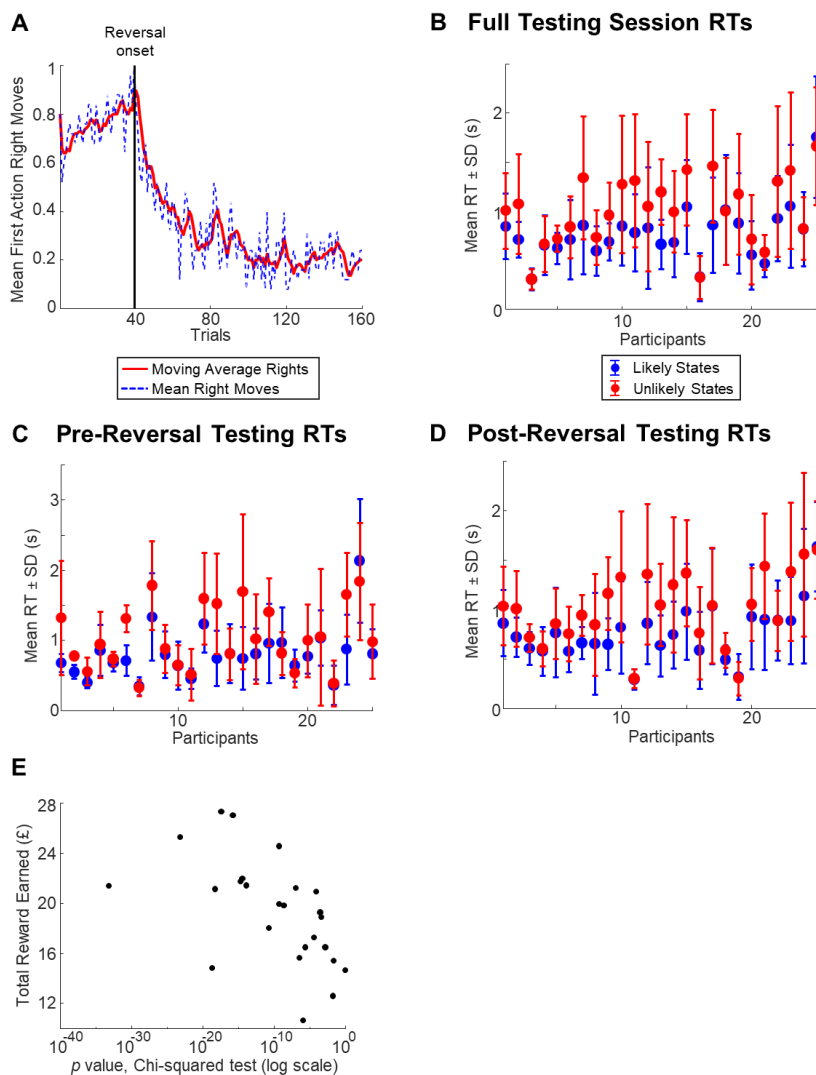 A
Reversal
onset
Mean First Action Right Moves
1
0.8
0.6
0.4
0.2
0
40
80
120
160
Trials
Moving Average Rights
Mean Right Moves
B Full Testing Session RTs
Mean RT ± SD (s)
2
1
0
10
20
Participants
Likely States
Unlikely States
C Pre-Reversal Testing RTs
Mean RT ± SD (s)
3
2
1
0
10
20
Participants
D Post-Reversal Testing RTs
Mean RT ± SD (s)
2
1
0
10
20
Participants
E
Total Reward Earned (£)
28
24
20
16
12
10^-40
10^-30
10^-20
10^-10
10^0
p value, Chi-squared test (log scale)